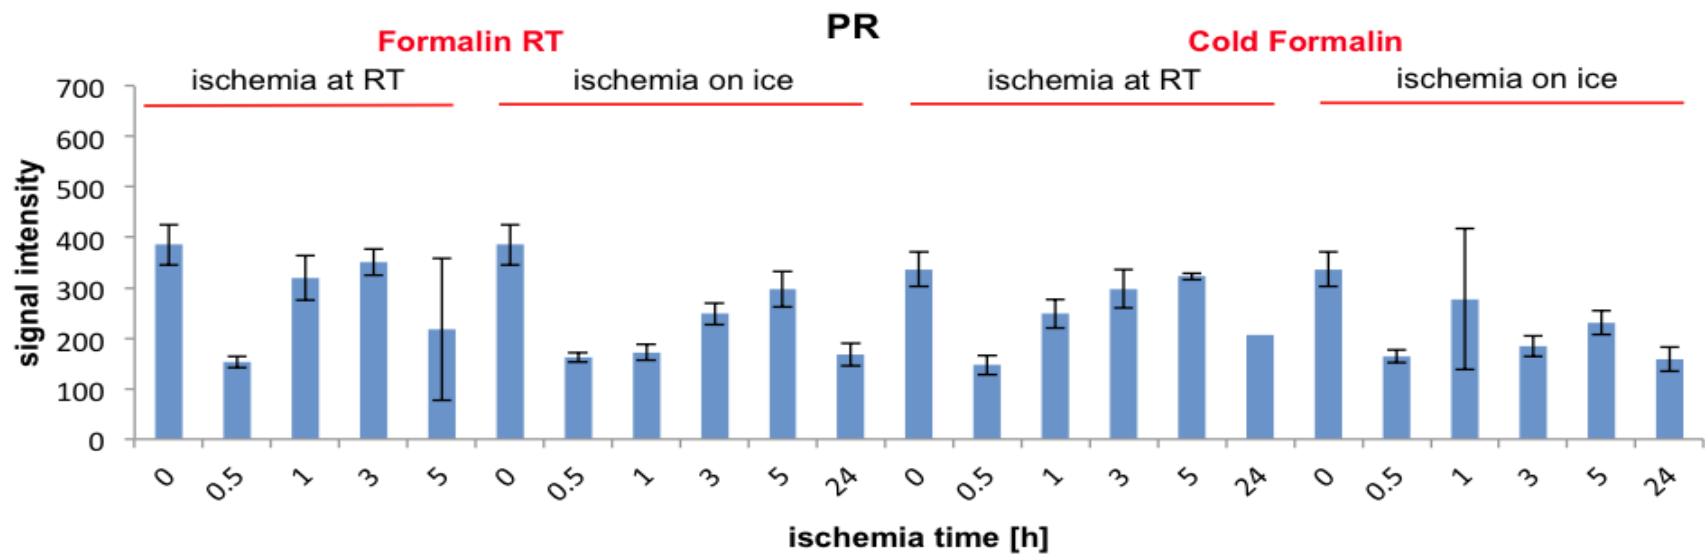 PR
Formalin RT
Cold Formalin
ischemia at RT
ischemia on ice
ischemia at RT
ischemia on ice
signal intensity
700
600
500
400
300
200
100
0
0 0.5 1 3 5 0 0.5 1 3 5 24 0 0.5 1 3 5 24 0 0.5 1 3 5 24
ischemia time [h]